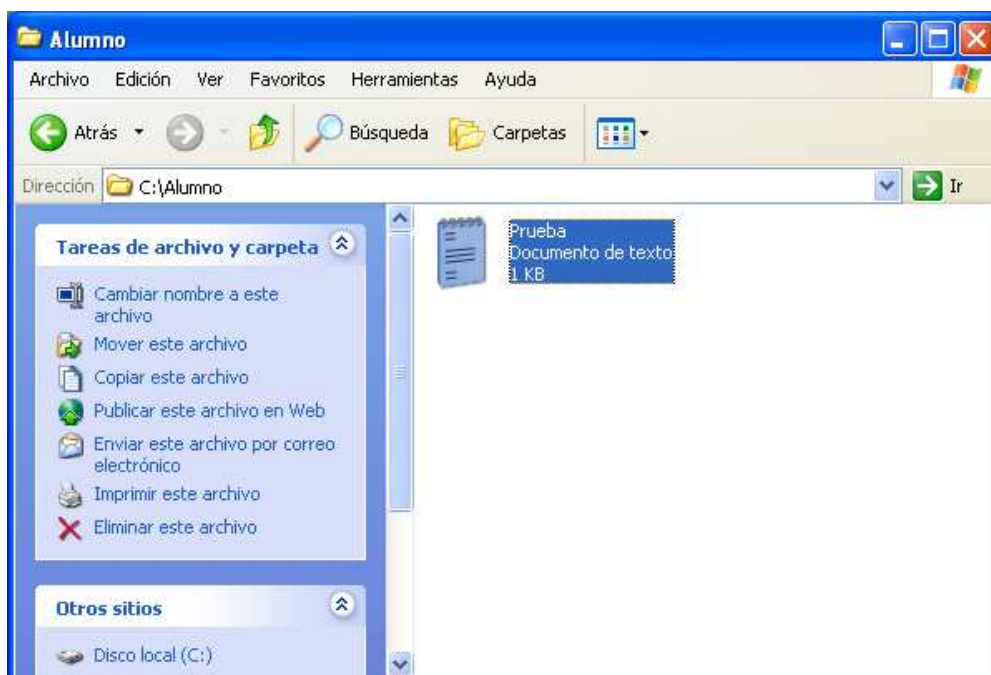 Alumno
Archivo Edición Ver Favoritos Herramientas Ayuda
Atrás Búsqueda Carpetas
Dirección C:\Alumno Ir
Tareas de archivo y carpeta
Cambiar nombre a este
archivo
Mover este archivo
Copiar este archivo
Publicar este archivo en Web
Enviar este archivo por correo
electrónico
Imprimir este archivo
Eliminar este archivo
Otros sitios
Disco local (C:)
Prueba
Documento de texto
1 KB